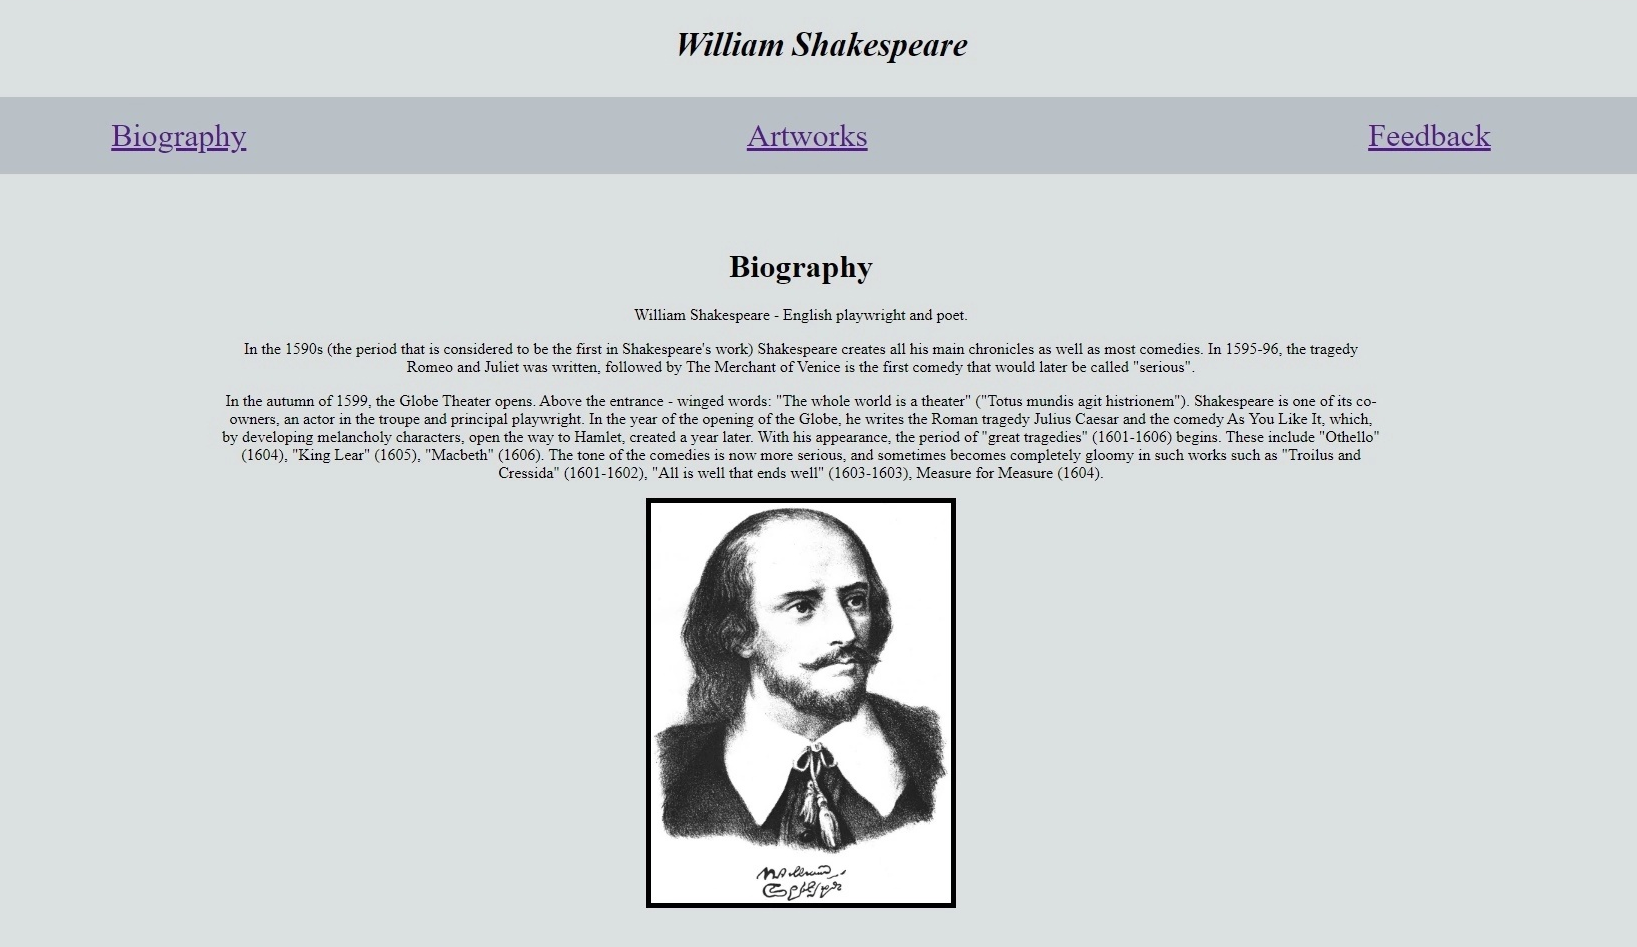 William Shakespeare
Biography
Artworks
Feedback
Biography
William Shakespeare - English playwright and poet.
In the 1590s (the period that is considered to be the first in Shakespeare's work) Shakespeare creates all his main chronicles as well as most comedies. In 1595-96, the tragedy
Romeo and Juliet was written, followed by The Merchant of Venice is the first comedy that would later be called "serious".
In the autumn of 1599, the Globe Theater opens. Above the entrance - winged words: "The whole world is a theater" ("Totus mundis agit histrionem"). Shakespeare is one of its co-
owners, an actor in the troupe and principal playwright. In the year of the opening of the Globe, he writes the Roman tragedy Julius Caesar and the comedy As You Like It, which,
by developing melancholy characters, open the way to Hamlet, created a year later. With his appearance, the period of "great tragedies" (1601-1606) begins. These include "Othello"
(1604), "King Lear" (1605), "Macbeth" (1606). The tone of the comedies is now more serious, and sometimes becomes completely gloomy in such works such as "Troilus and
Cressida" (1601-1602), "All is well that ends well" (1603-1603), Measure for Measure (1604).